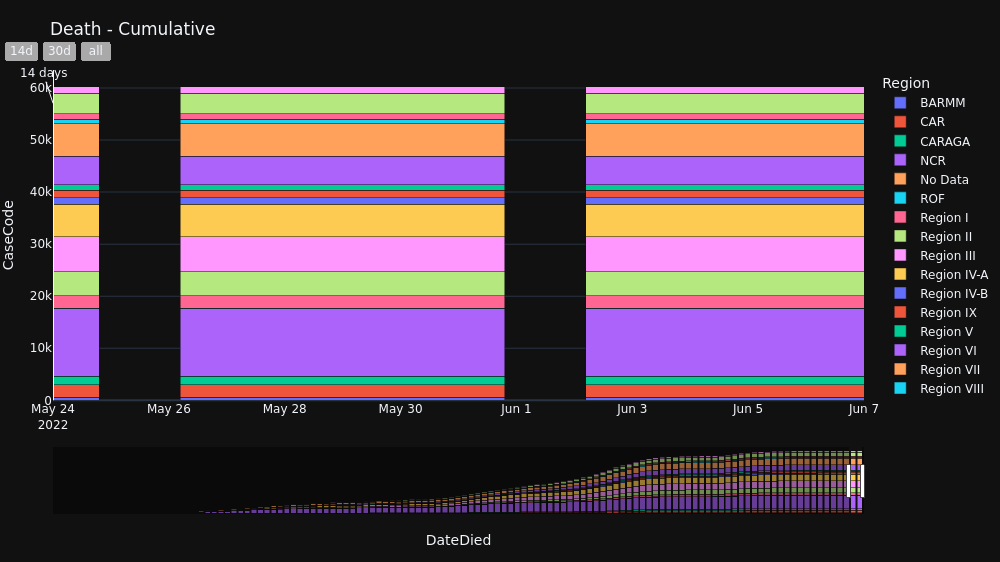 Death - Cumulative
14d 30d all
14 days
60k
50k
40k
30k
20k
10k
0
CaseCode
May 24 May 26 May 28 May 30 Jun 1 Jun 3 Jun 5 Jun 7
2022
DateDied
Region
BARMM
CAR
CARAGA
NCR
No Data
ROF
Region I
Region II
Region III
Region IV-A
Region IV-B
Region IX
Region V
Region VI
Region VII
Region VIII